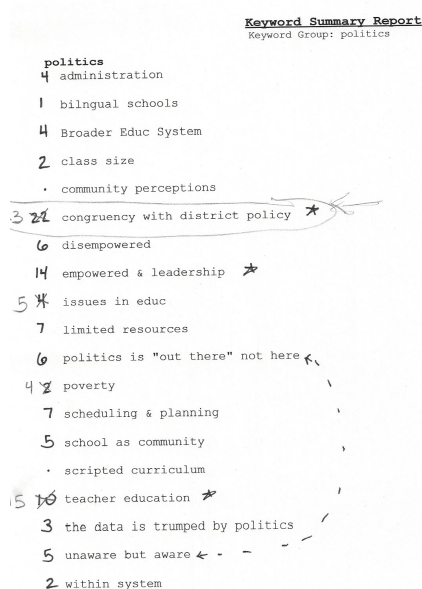 Keyword Summary Report
Keyword Group: politics
politics
4 administration
1 bilngual schools
4 Broader Educ System
2 class size
· community perceptions
3 22 congruency with district policy ★
6 disempowered
14 empowered & leadership ★
5 4 issues in educ
7 limited resources
6 politics is "out there" not here
4 2 poverty
7 scheduling & planning
5 school as community
· scripted curriculum
5 10 teacher education ★
3 the data is trumped by politics
5 unaware but aware
2 within system